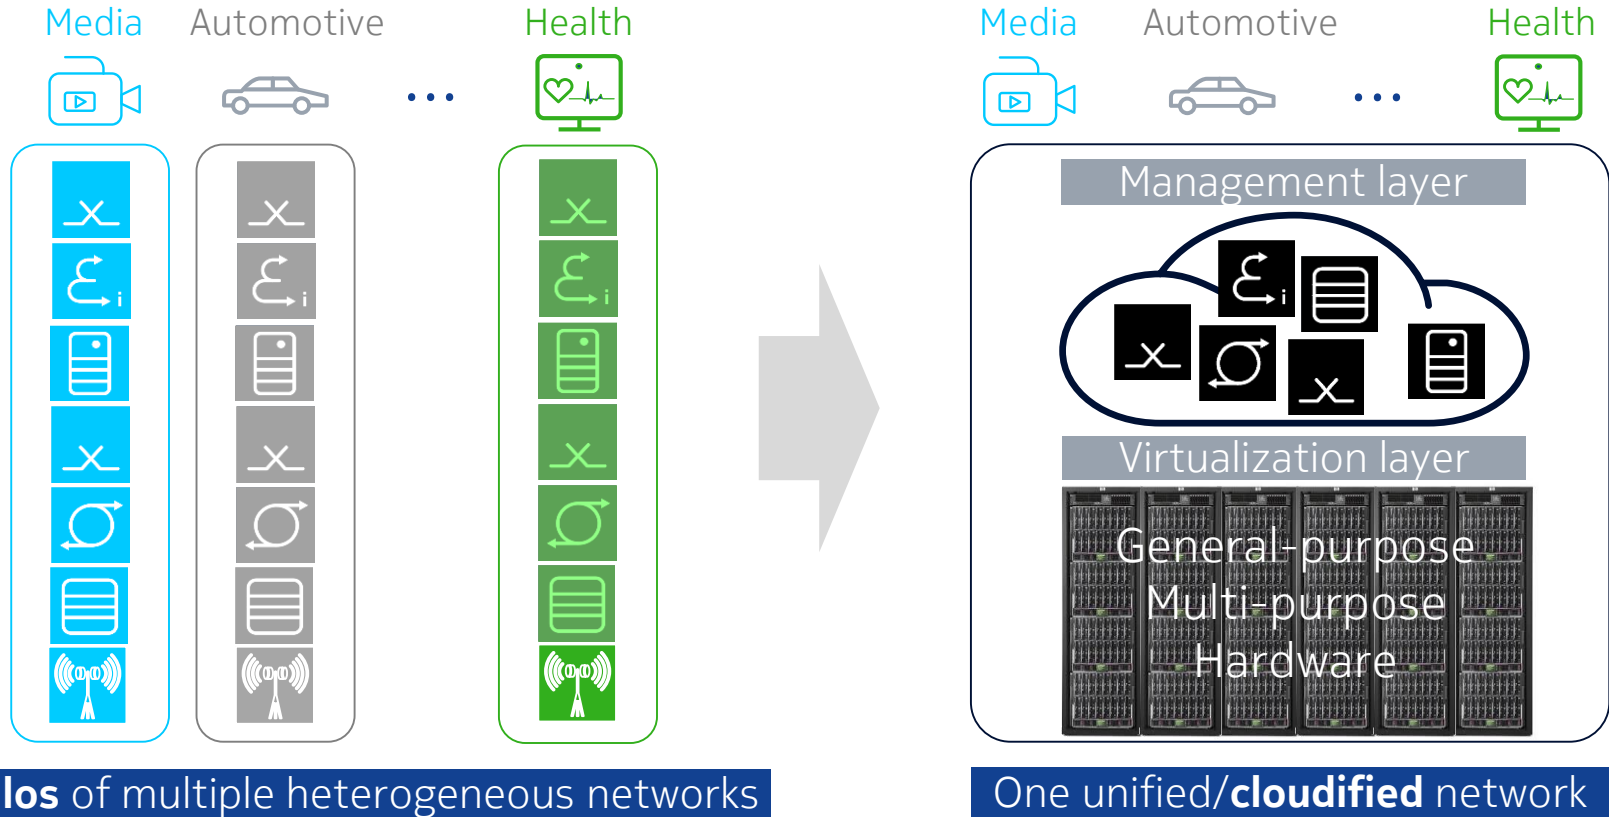 Media Automotive Health
...
Media Automotive Health
...
Management layer
i
i
i
i
Virtualization layer
General-purpose
Multi-purpose
Hardware
los of multiple heterogeneous networks
One unified/cloudified network